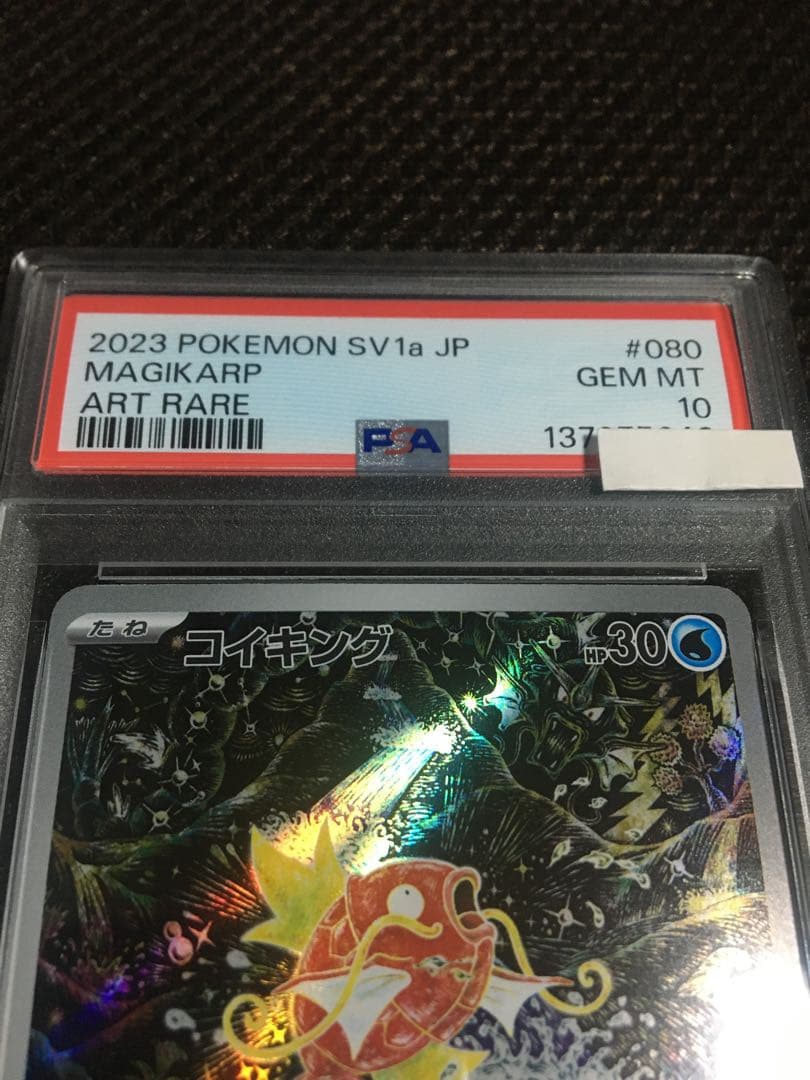 2023 POKEMON SV1a JP #080
MAGIKARP GEM MT
ART RARE 10
PSA
たね コイキング HP30